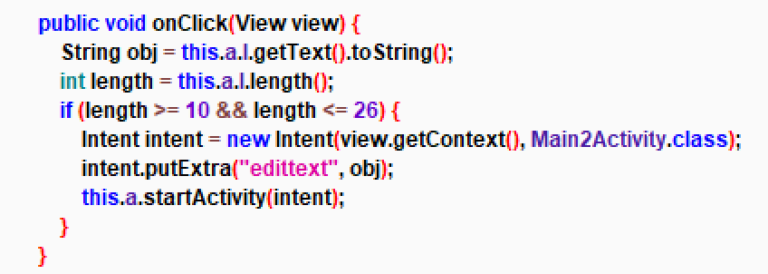 public void onClick(View view) {
String obj = this.a.l.getText().toString();
int length = this.a.l.length();
if (length >= 10 && length <= 26) {
Intent intent = new Intent(view.getContext(), Main2Activity.class);
intent.putExtra("edittext", obj);
this.a.startActivity(intent);
}
}